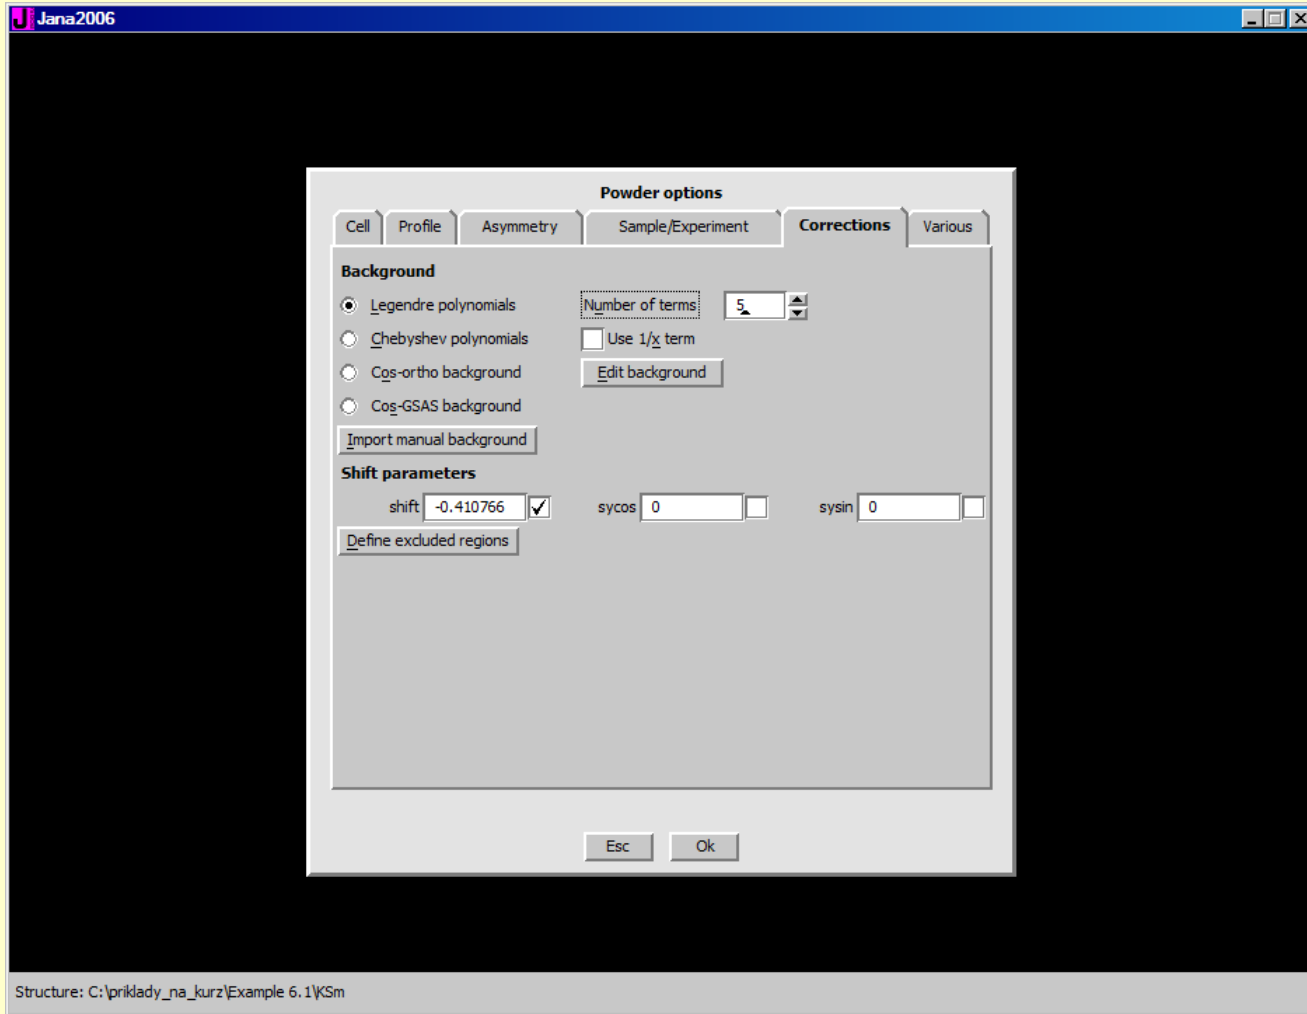 Jana2006
Powder options
Cell Profile Asymmetry Sample/Experiment Corrections Various
Background
Legendre polynomials Number of terms 5
Chebyshev polynomials Use 1/x term
Cos-ortho background Edit background
Cos-GSAS background
Import manual background
Shift parameters
shift -0.410766 sycos 0 sysin 0
Define excluded regions
Esc Ok
Structure: C:\priklady_na_kurz\Example 6.1\KSm